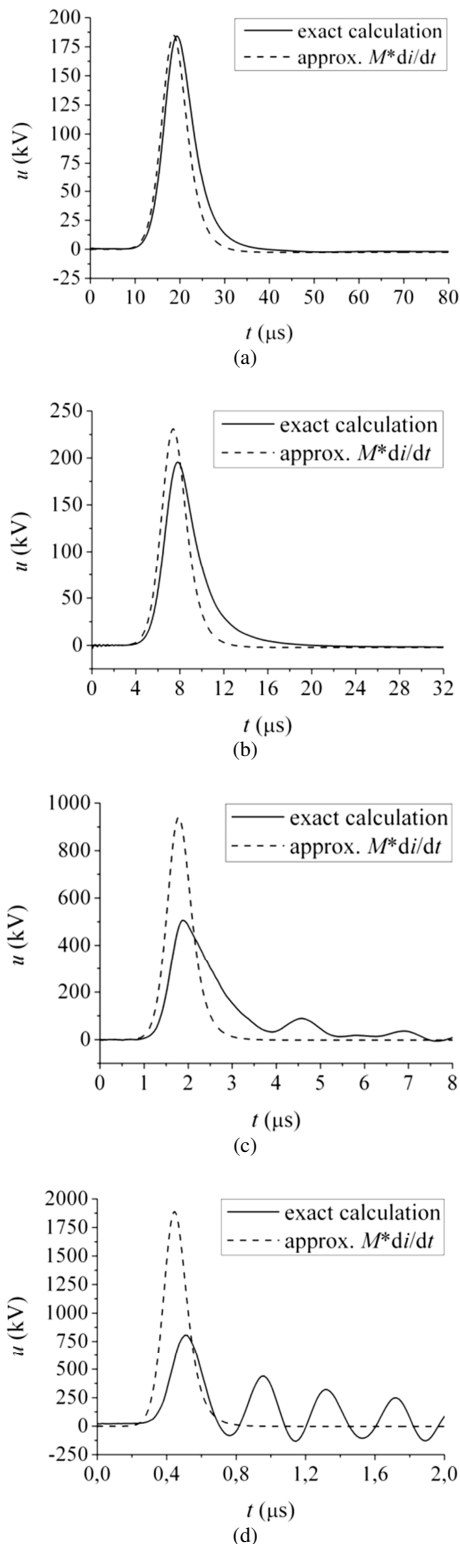 200
175
150
125
100
75
50
25
0
-25
u (kV)
exact calculation
approx. M*di/dt
0 10 20 30 40 50 60 70 80
t (μs)
(a)
250
200
150
100
50
0
u (kV)
exact calculation
approx. M*di/dt
0 4 8 12 16 20 24 28 32
t (μs)
(b)
1000
800
600
400
200
0
u (kV)
exact calculation
approx. M*di/dt
0 1 2 3 4 5 6 7 8
t (μs)
(c)
2000
1750
1500
1250
1000
750
500
250
0
-250
u (kV)
exact calculation
approx. M*di/dt
0,0 0,4 0,8 1,2 1,6 2,0
t (μs)
(d)